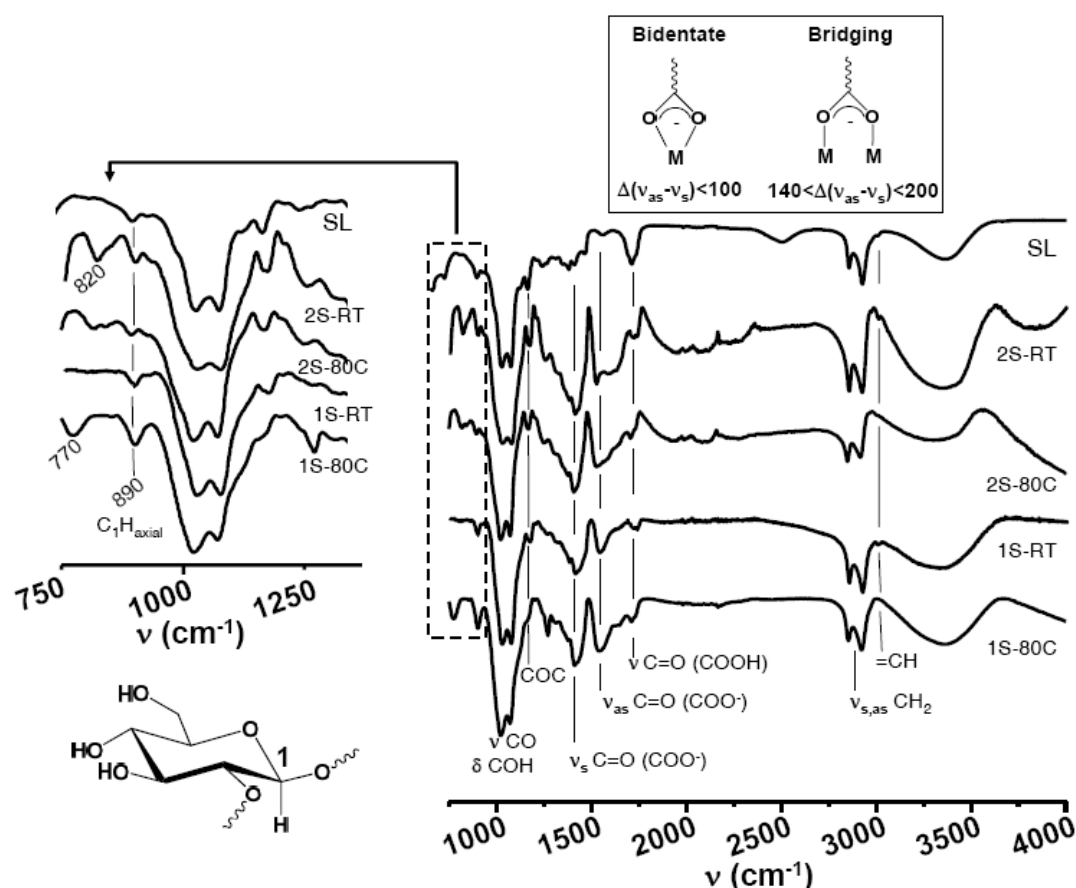 Bidentate Bridging
O - O O - O
M M M
Δ(νas-νs)<100 140<Δ(νas-νs)<200
SL
820
2S-RT
2S-80C
1S-RT
1S-80C
770
890
C1Haxial
750 1000 1250
ν (cm-1)
SL
2S-RT
2S-80C
1S-RT
1S-80C
COC
ν C=O (COOH)
=CH
νas C=O (COO-)
νs,as CH2
ν CO
δ COH
νs C=O (COO-)
1000 1500 2000 2500 3000 3500 4000
ν (cm-1)
HO
HO
O
1
HO
O
O
H